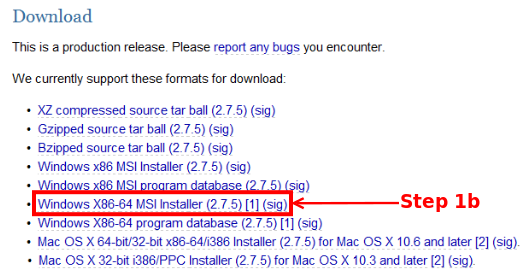 Download
This is a production release. Please report any bugs you encounter.
We currently support these formats for download:
• XZ compressed source tar ball (2.7.5) (sig)
• Gzipped source tar ball (2.7.5) (sig)
• Bzipped source tar ball (2.7.5) (sig)
• Windows x86 MSI Installer (2.7.5) (sig)
• Windows x86 MSI program database (2.7.5) (sig)
• Windows X86-64 MSI Installer (2.7.5) [1] (sig) Step 1b
• Windows X86-64 program database (2.7.5) [1] (sig)
• Mac OS X 64-bit/32-bit x86-64/i386 Installer (2.7.5) for Mac OS X 10.6 and later [2] (sig).
• Mac OS X 32-bit i386/PPC Installer (2.7.5) for Mac OS X 10.3 and later [2] (sig).